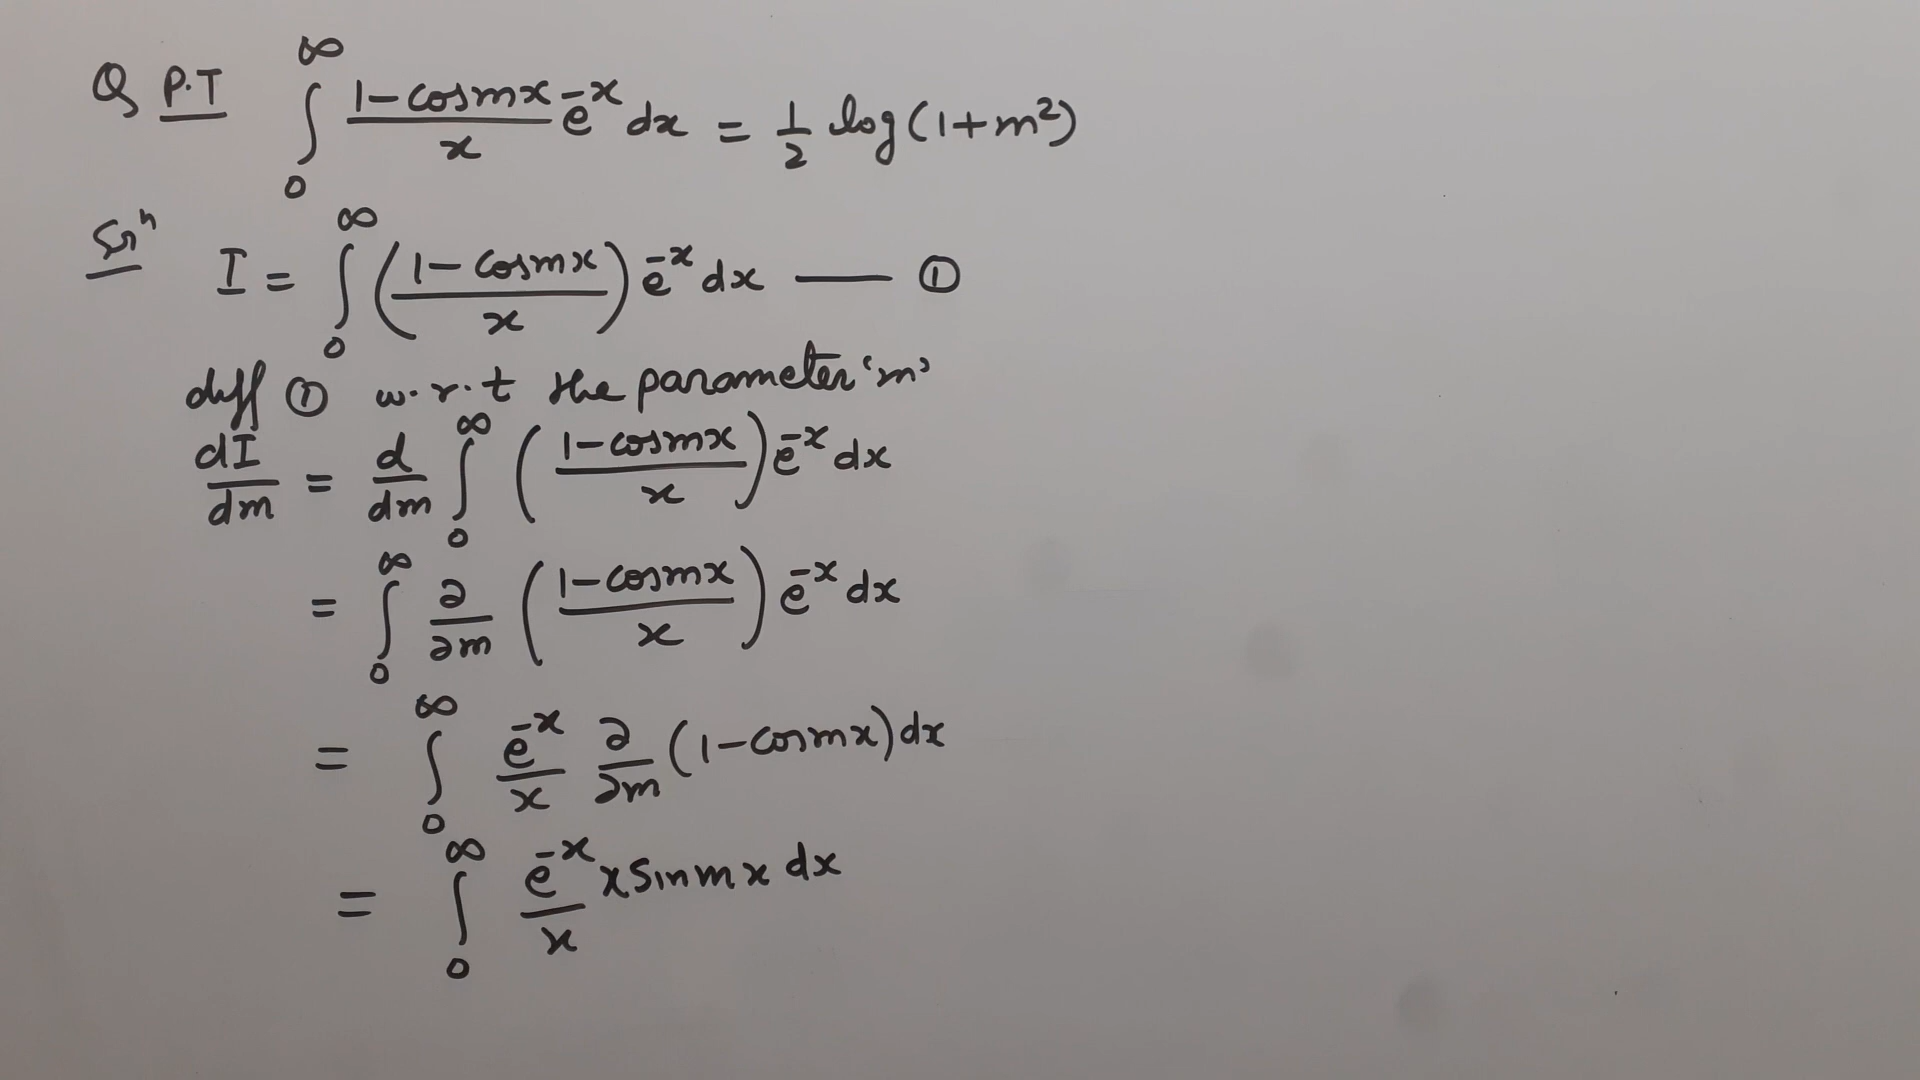 Q P.T ∫₀^∞ (1-cosmx)/x e^-x dx = 1/2 log(1+m²)
Solⁿ I = ∫₀^∞ ((1-cosmx)/x) e^-x dx — ①
diff ① w.r.t the parameter 'm'
dI/dm = d/dm ∫₀^∞ ((1-cosmx)/x) e^-x dx
= ∫₀^∞ ∂/∂m ((1-cosmx)/x) e^-x dx
= ∫₀^∞ e^-x/x ∂/∂m (1-cosmx) dx
= ∫₀^∞ e^-x/x x sinmx dx